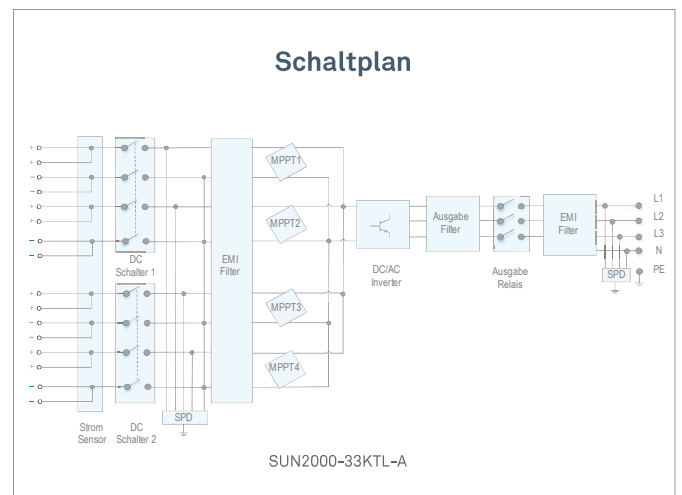 Schaltplan
+
+
−
−
+
+
−
−
+
+
−
−
+
+
−
−
MPPT1
MPPT2
MPPT3
MPPT4
DC
Schalter 1
EMI
Filter
DC/AC
Inverter
Ausgabe
Filter
Ausgabe
Relais
EMI
Filter
L1
L2
L3
N
PE
SPD
SPD
Strom
Sensor
DC
Schalter 2
SUN2000-33KTL-A